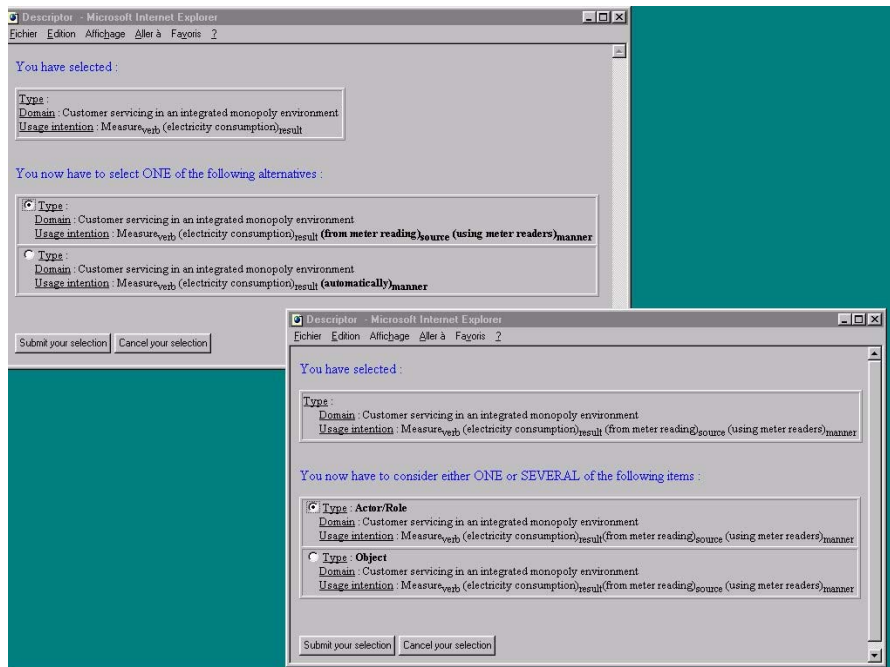 Descriptor - Microsoft Internet Explorer
Fichier Edition Affichage Aller à Favoris ?
You have selected :
Type :
Domain : Customer servicing in an integrated monopoly environment
Usage intention : Measureverb (electricity consumption)result
You now have to select ONE of the following alternatives :
Type :
Domain : Customer servicing in an integrated monopoly environment
Usage intention : Measureverb (electricity consumption)result (from meter reading)source (using meter readers)manner
Type :
Domain : Customer servicing in an integrated monopoly environment
Usage intention : Measureverb (electricity consumption)result (automatically)manner
Submit your selection Cancel your selection
Descriptor - Microsoft Internet Explorer
Fichier Edition Affichage Aller à Favoris ?
You have selected :
Type :
Domain : Customer servicing in an integrated monopoly environment
Usage intention : Measureverb (electricity consumption)result (from meter reading)source (using meter readers)manner
You now have to consider either ONE or SEVERAL of the following items :
Type : Actor/Role
Domain : Customer servicing in an integrated monopoly environment
Usage intention : Measureverb (electricity consumption)result(from meter reading)source (using meter readers)manner
Type : Object
Domain : Customer servicing in an integrated monopoly environment
Usage intention : Measureverb (electricity consumption)result(from meter reading)source (using meter readers)manner
Submit your selection Cancel your selection